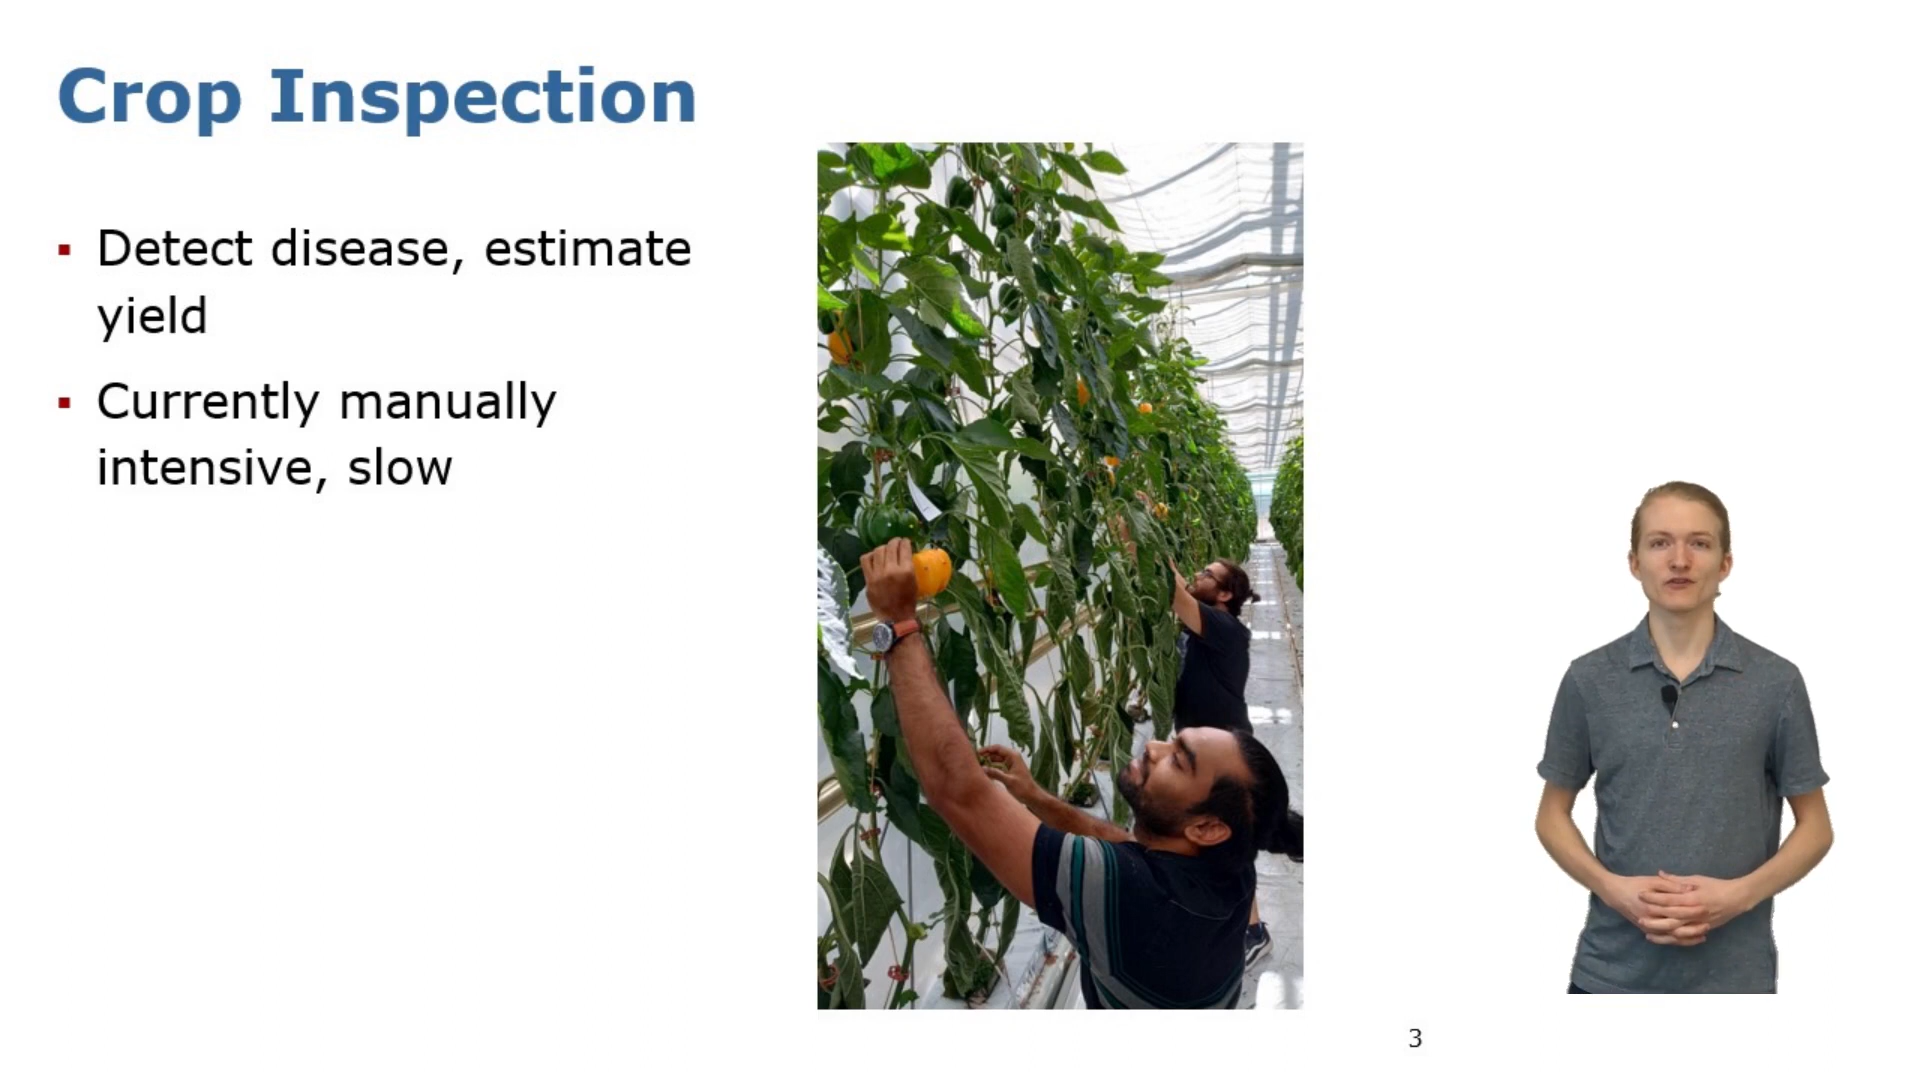 Crop Inspection
Detect disease, estimate
yield
Currently manually
intensive, slow
3